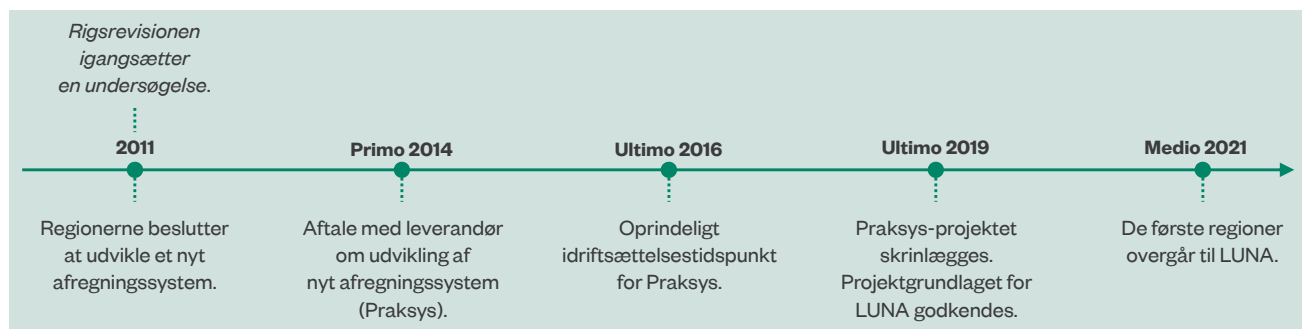 Rigsrevisionen
igangsætter
en undersøgelse.
2011
Regionerne beslutter
at udvikle et nyt
afregningssystem.
Primo 2014
Aftale med leverandør
om udvikling af
nyt afregningssystem
(Praksys).
Ultimo 2016
Oprindeligt
idriftsættelsestidspunkt
for Praksys.
Ultimo 2019
Praksys-projektet
skrinlægges.
Projektgrundlaget for
LUNA godkendes.
Medio 2021
De første regioner
overgår til LUNA.